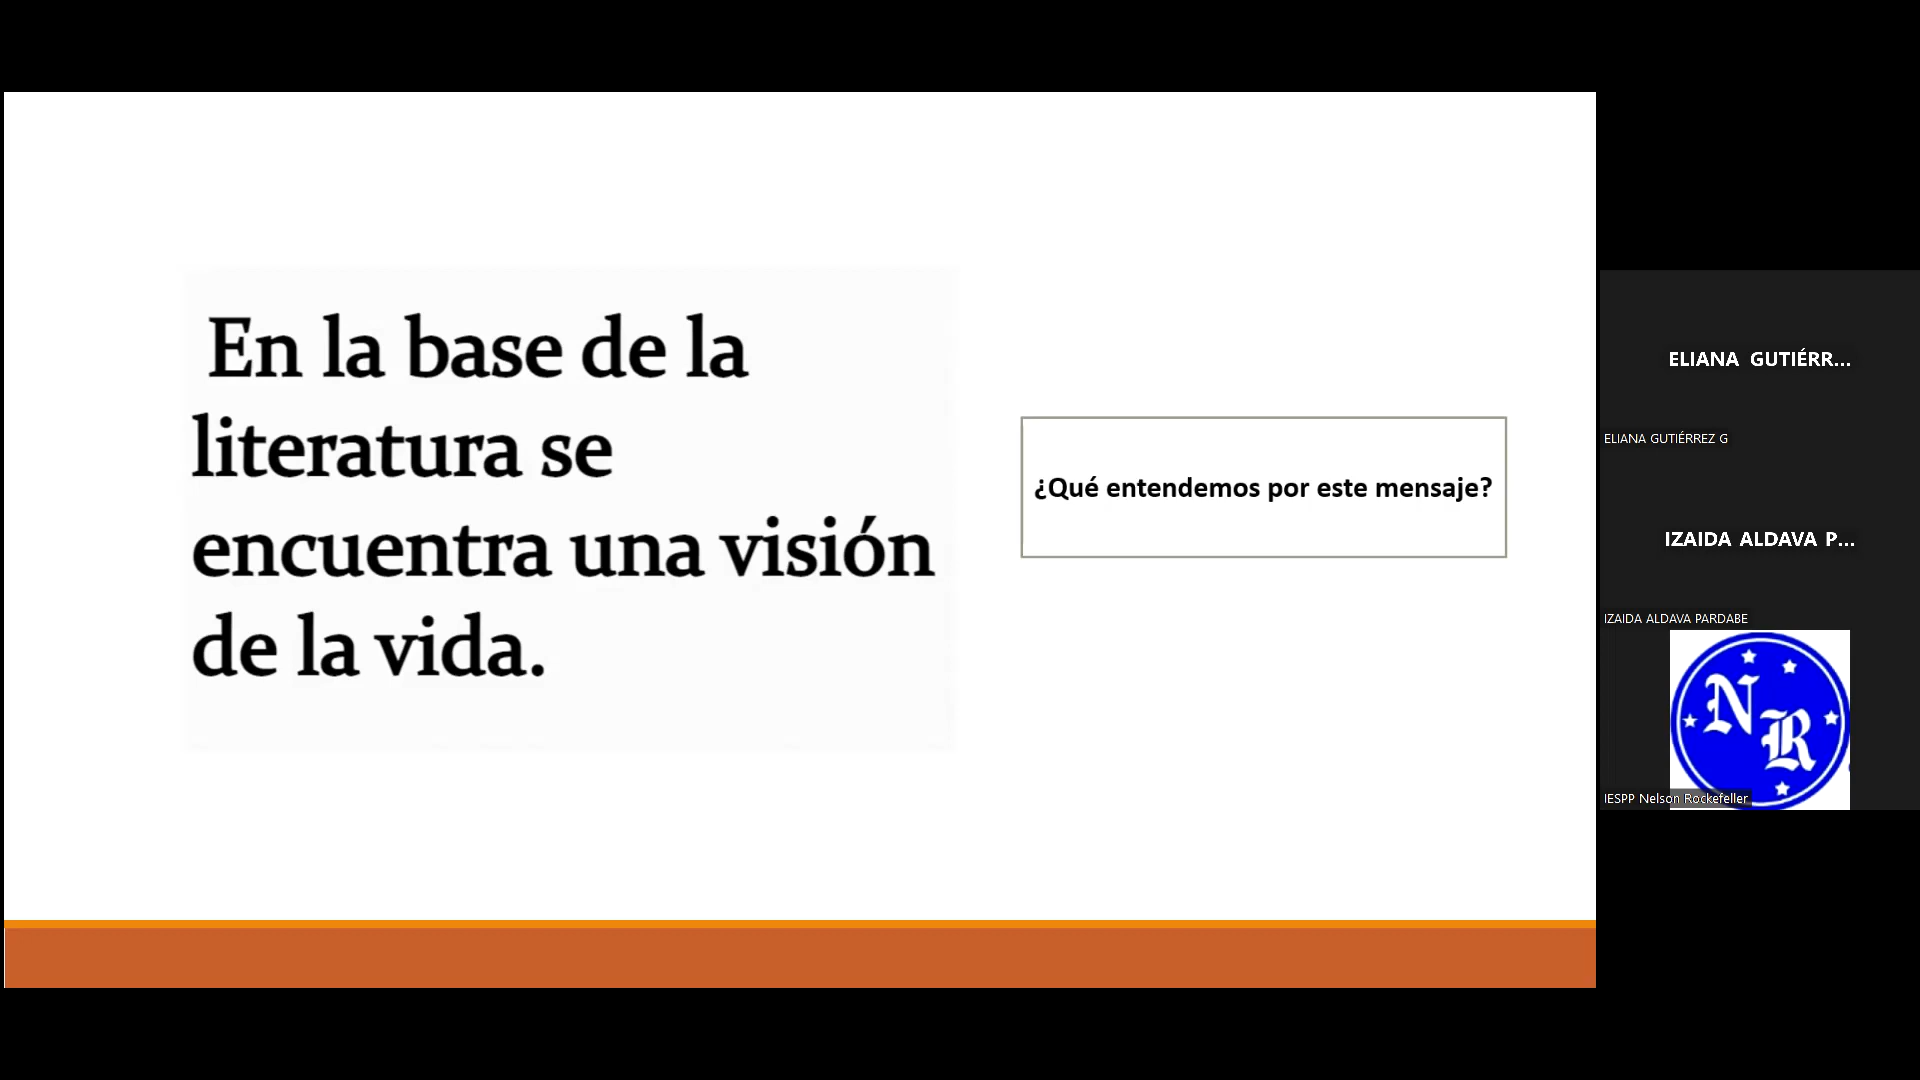 En la base de la
literatura se
encuentra una visión
de la vida.
¿Qué entendemos por este mensaje?
ELIANA GUTIÉRR...
ELIANA GUTIÉRREZ G
IZAIDA ALDAVA P...
IZAIDA ALDAVA PARDABE
N
R
IESPP Nelson Rockefeller